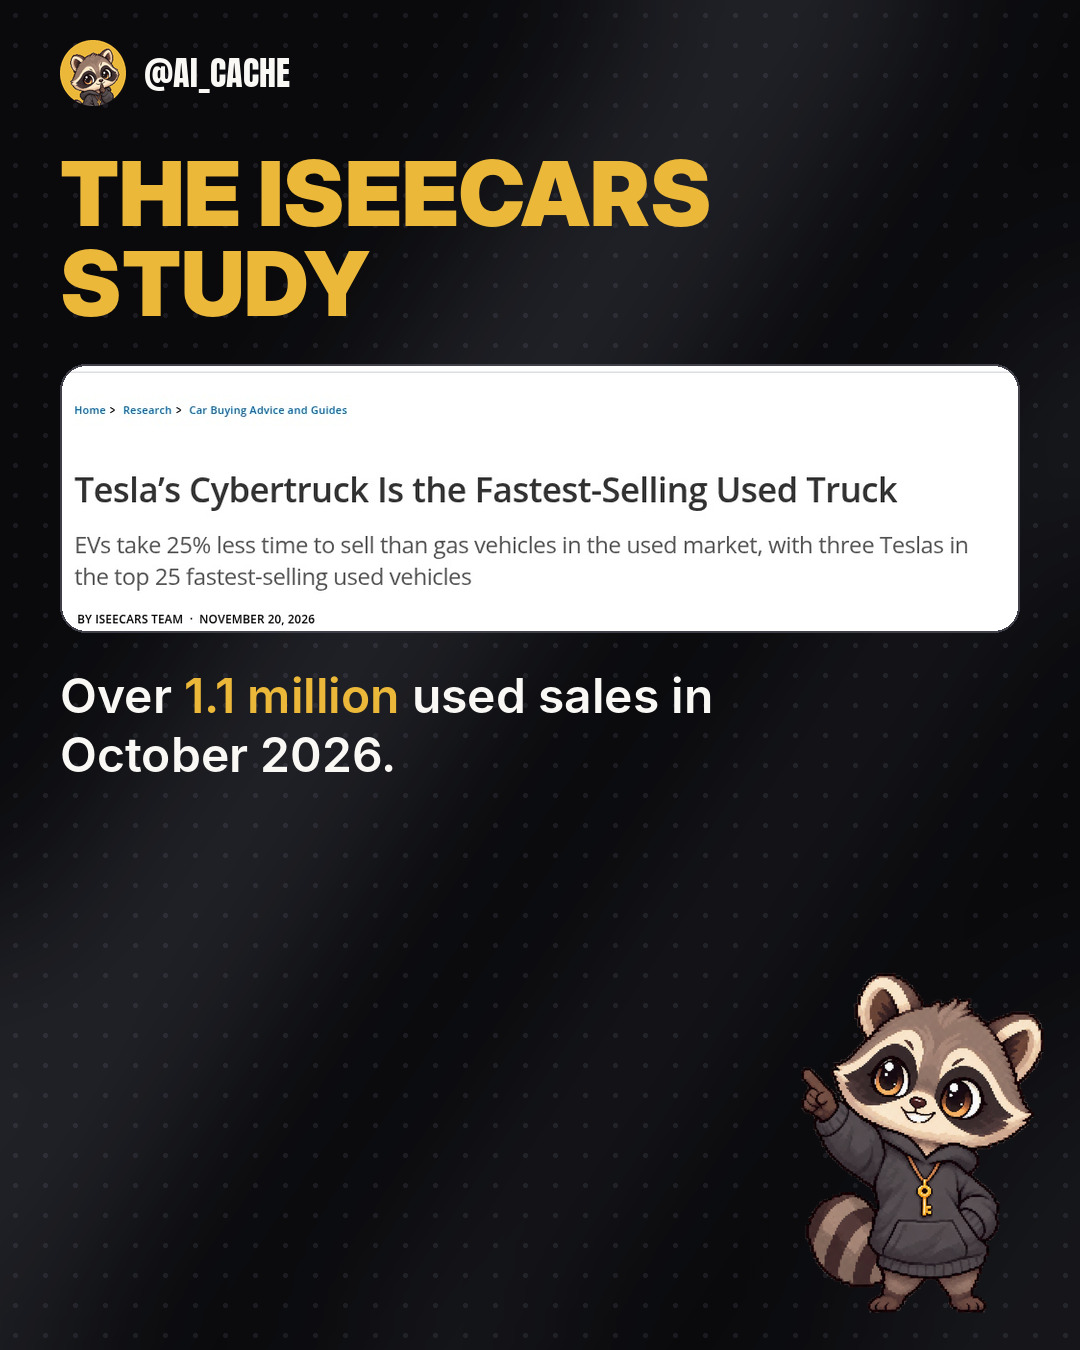 @AI_CACHE
THE ISEECARS
STUDY
Home > Research > Car Buying Advice and Guides
Tesla’s Cybertruck Is the Fastest-Selling Used Truck
EVs take 25% less time to sell than gas vehicles in the used market, with three Teslas in
the top 25 fastest-selling used vehicles
BY ISEECARS TEAM · NOVEMBER 20, 2026
Over 1.1 million used sales in
October 2026.